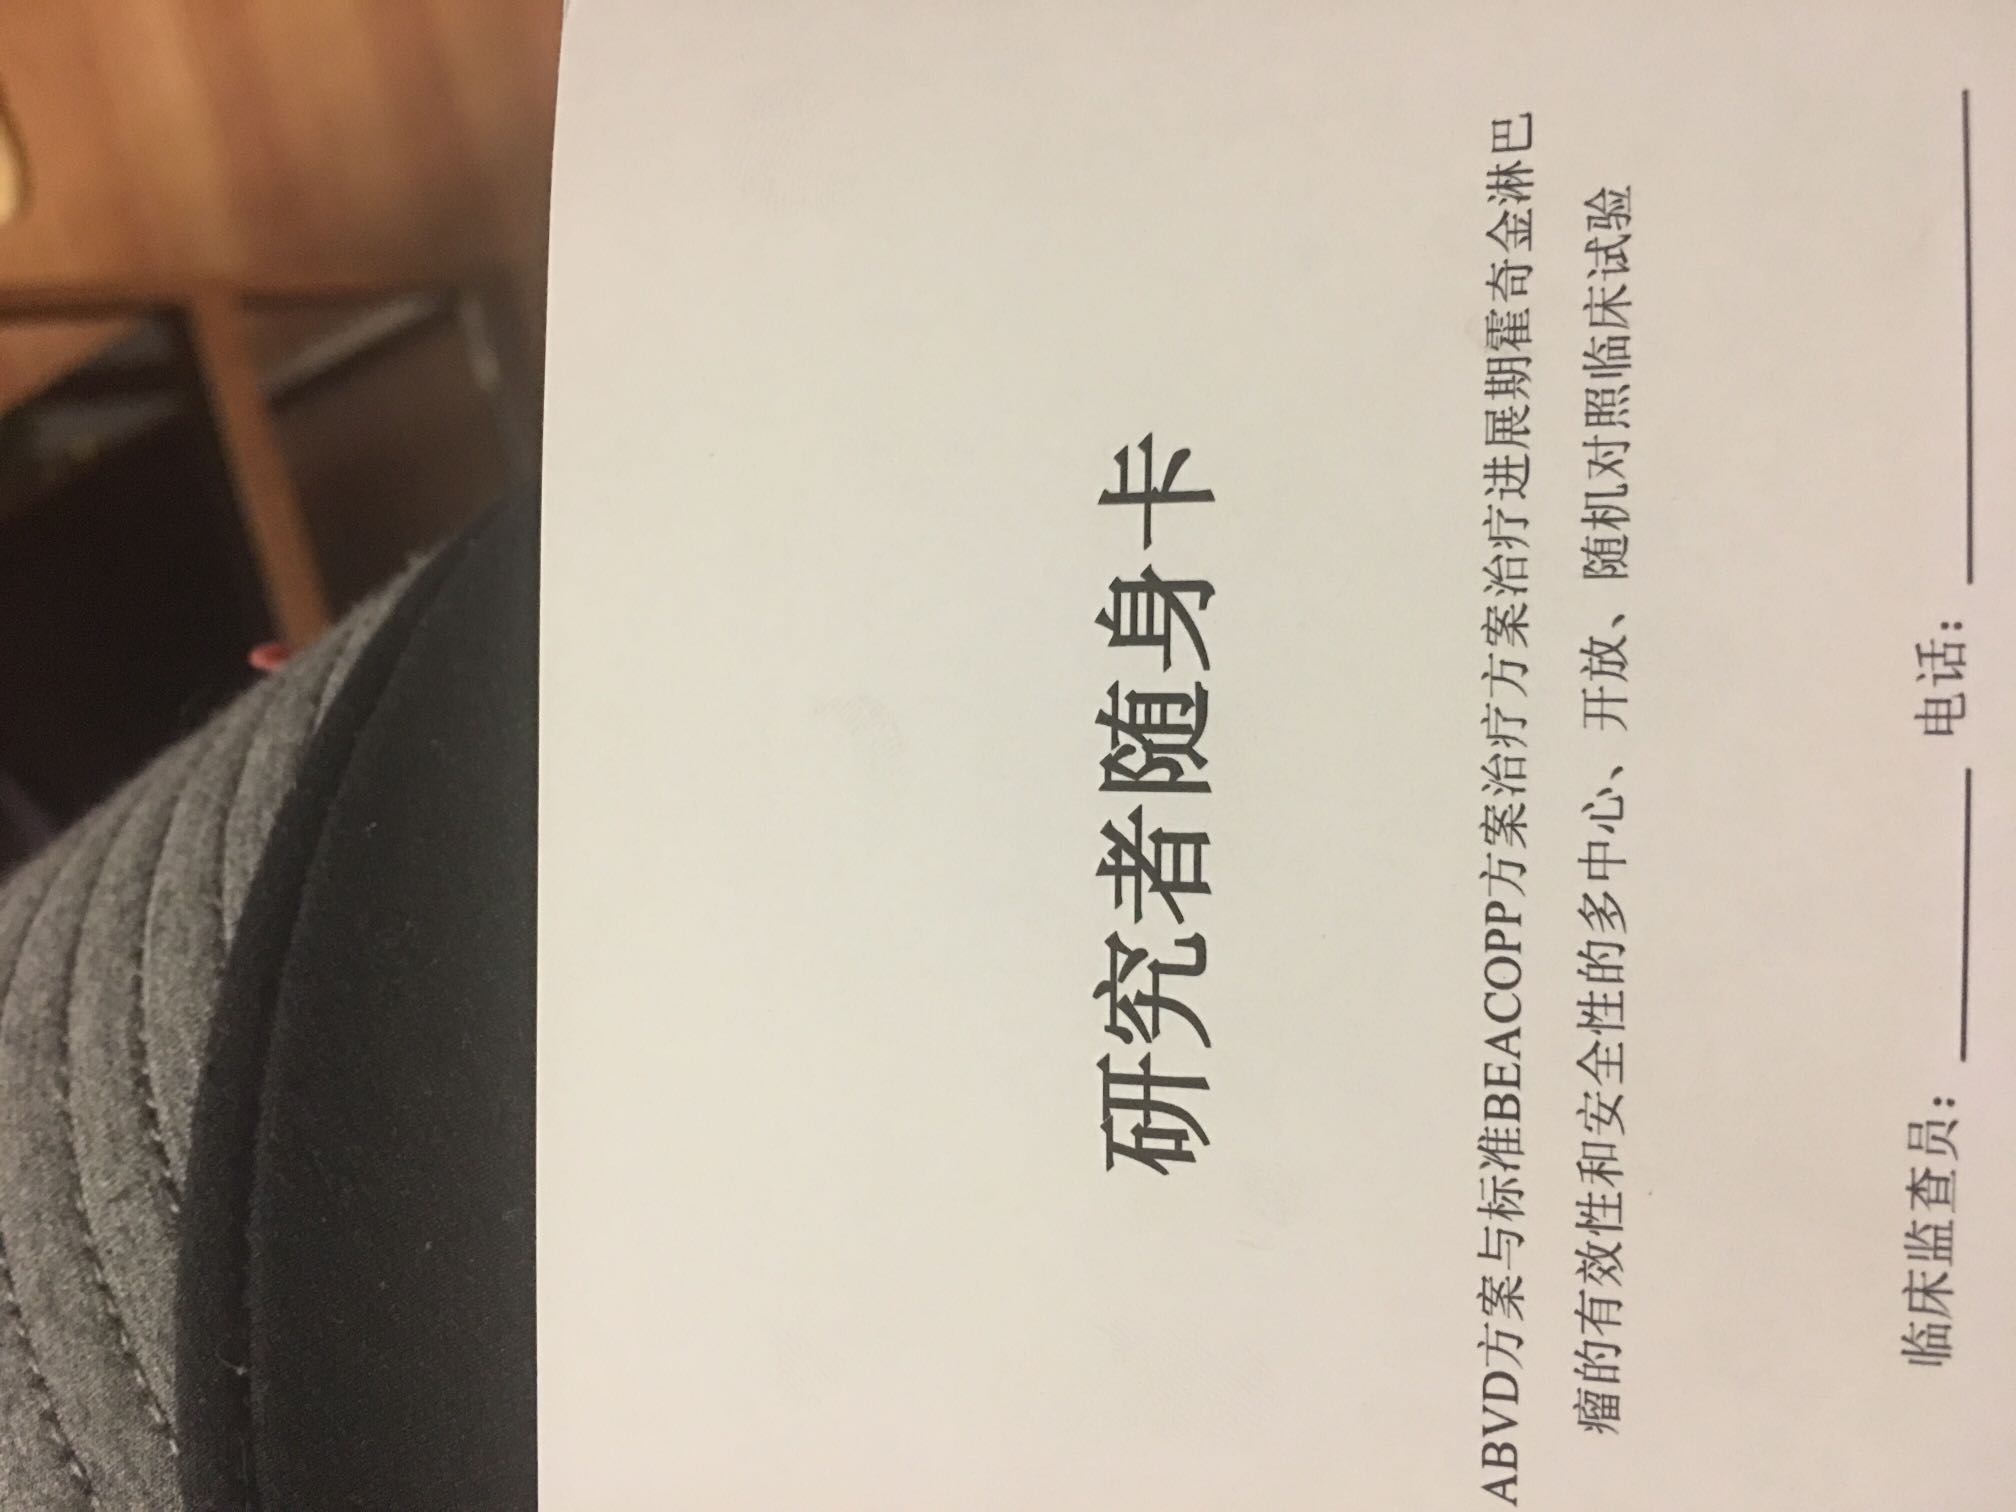 研究者随身卡
ABVD方案与标准BEACOPP方案治疗方案治疗进展期霍奇金淋巴
瘤的有效性和安全性的多中心、开放、随机对照临床试验
临床监查员：________ 电话：________